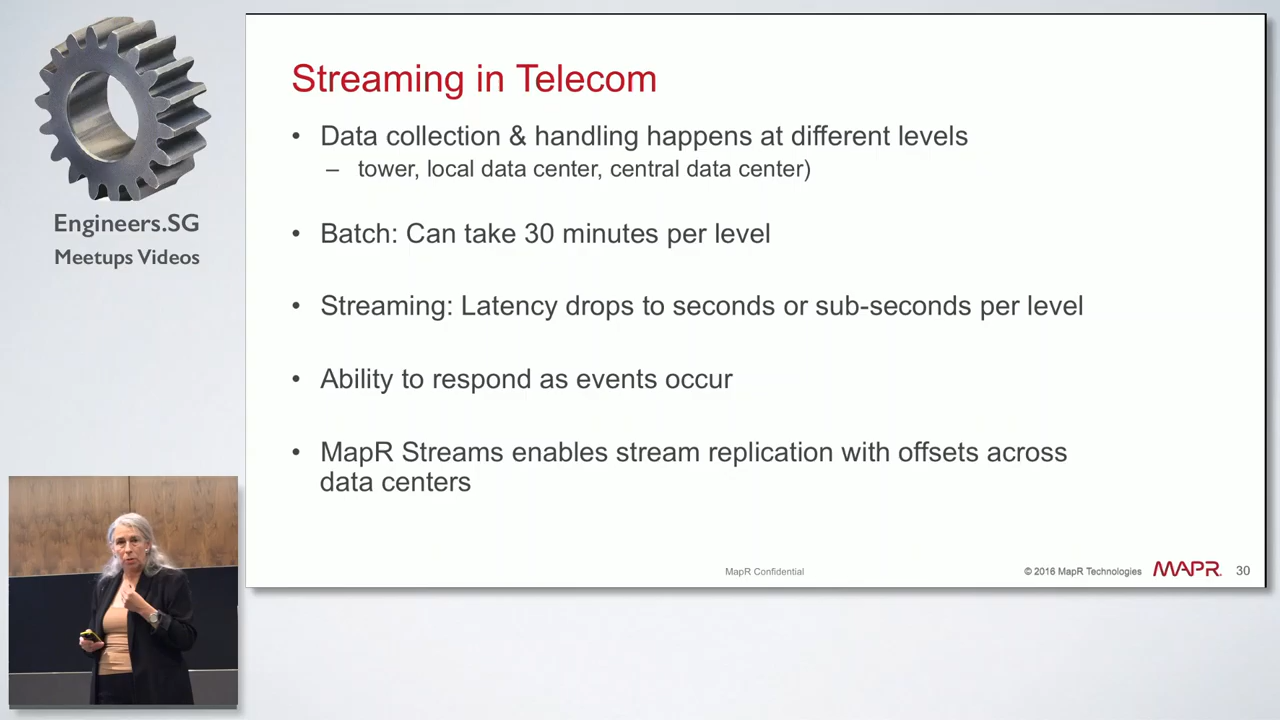 Engineers.SG
Meetups Videos
Streaming in Telecom
• Data collection & handling happens at different levels
– tower, local data center, central data center)
• Batch: Can take 30 minutes per level
• Streaming: Latency drops to seconds or sub-seconds per level
• Ability to respond as events occur
• MapR Streams enables stream replication with offsets across
data centers
MapR Confidential
© 2016 MapR Technologies
MAPR.
30